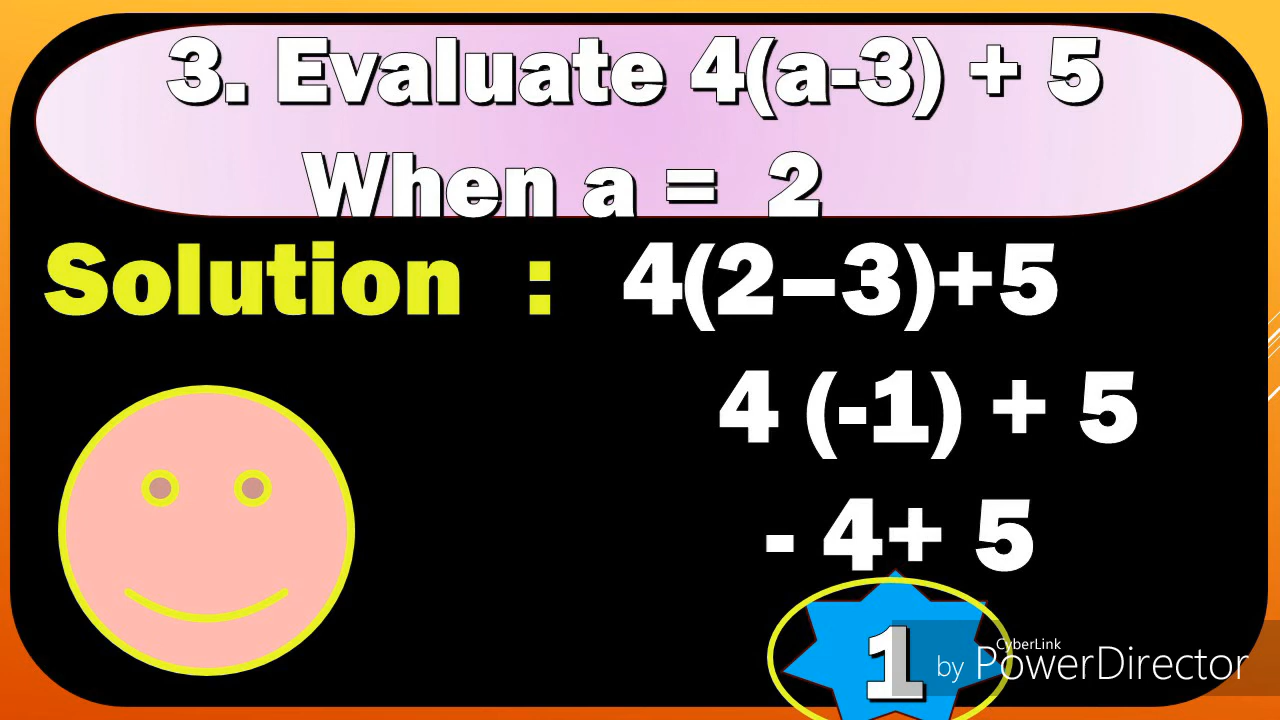 3. Evaluate 4(a-3) + 5
When a = 2
Solution : 4(2–3)+5
4 (-1) + 5
- 4+ 5
1
CyberLink
by PowerDirector